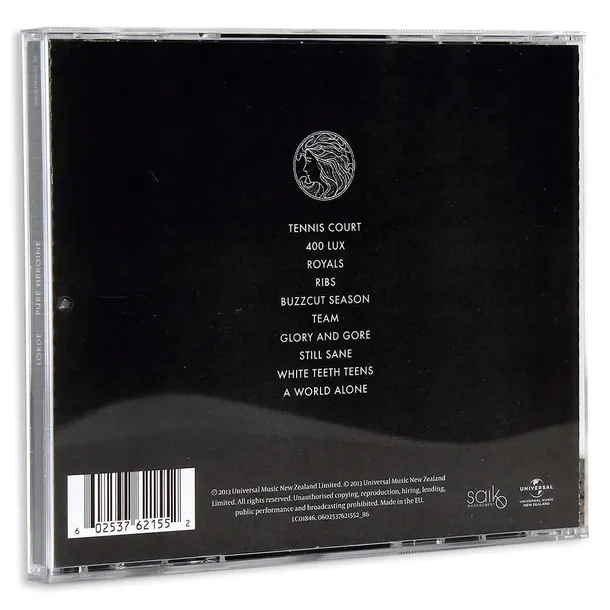 TENNIS COURT
400 LUX
ROYALS
RIBS
BUZZCUT SEASON
TEAM
GLORY AND GORE
STILL SANE
WHITE TEETH TEENS
A WORLD ALONE
LORDE PURE HEROINE
6 02537 62155 2
℗ 2013 Universal Music New Zealand Limited. © 2013 Universal Music New Zealand
Limited. All rights reserved. Unauthorised copying, reproduction, hiring, lending,
public performance and broadcasting prohibited. Made in the EU.
LC01846. 0602537621552_86
saiko
UNIVERSAL
UNIVERSAL MUSIC
NEW ZEALAND